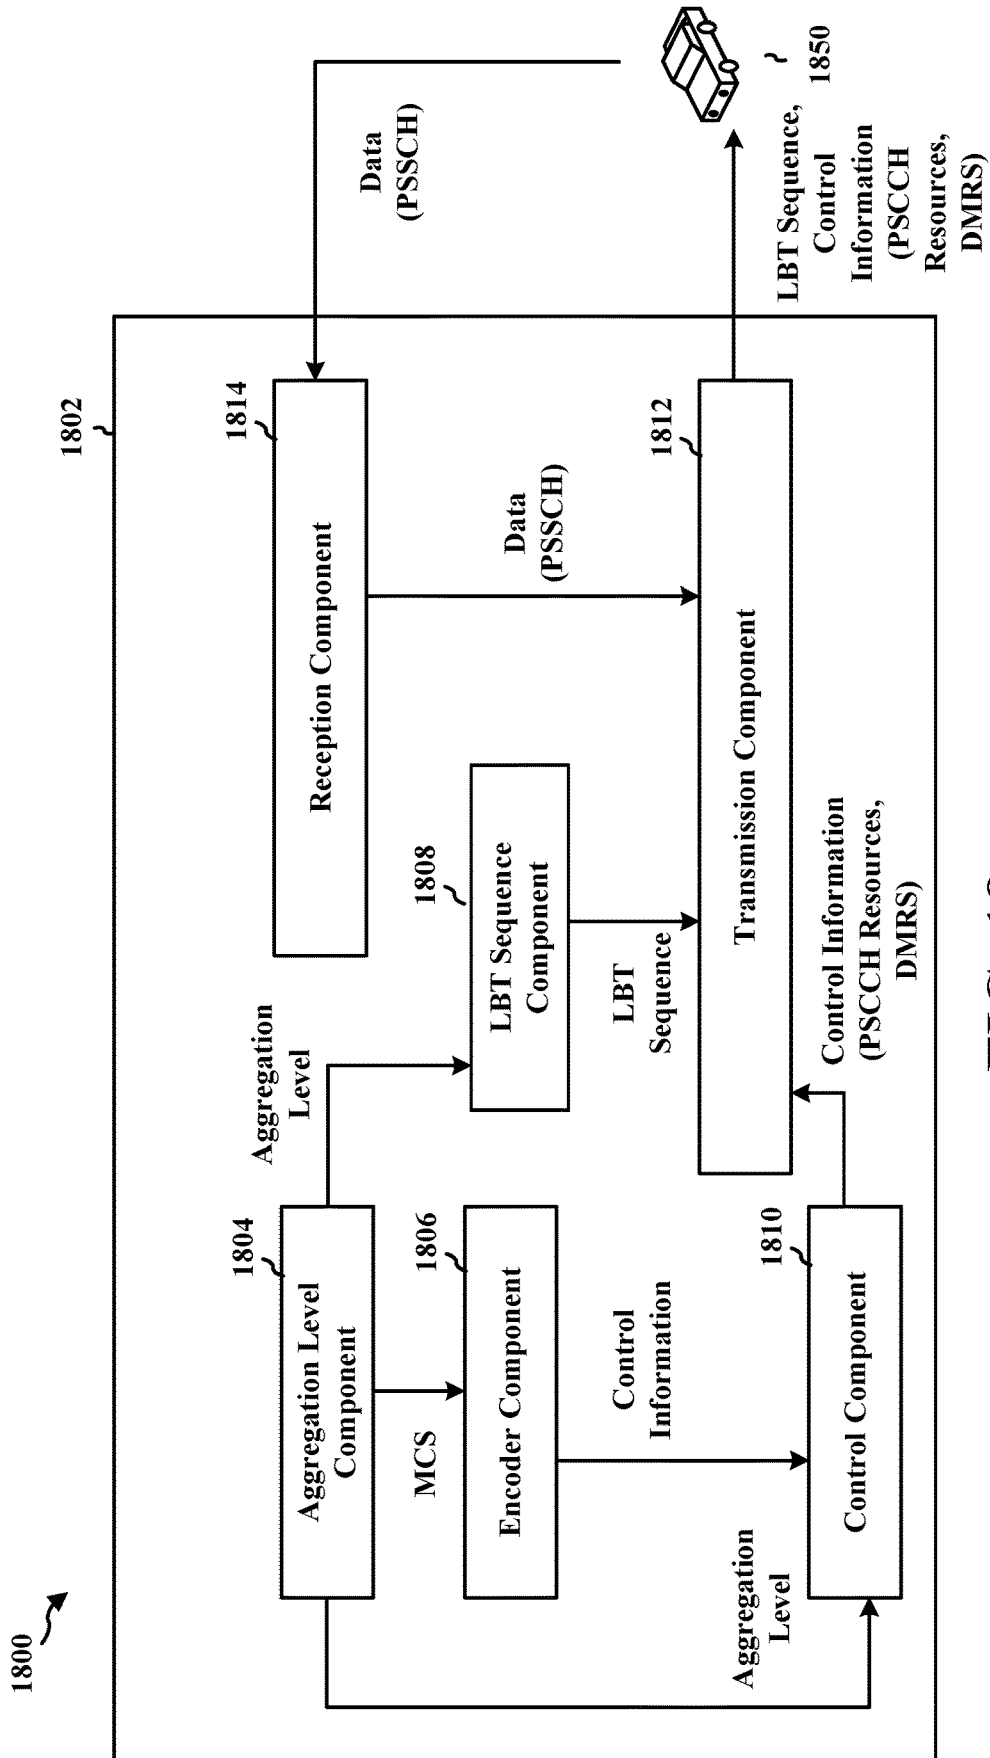 1800
1802
Aggregation Level
Component
1804
Aggregation
Level
Reception Component
1814
Data
(PSSCH)
MCS
Encoder Component
1806
LBT Sequence
Component
1808
Data
(PSSCH)
Control
Information
LBT
Sequence
Transmission Component
1812
Aggregation
Level
Control Component
1810
Control Information
(PSCCH Resources,
DMRS)
LBT Sequence,
Control
Information
(PSCCH
Resources,
DMRS)
1850